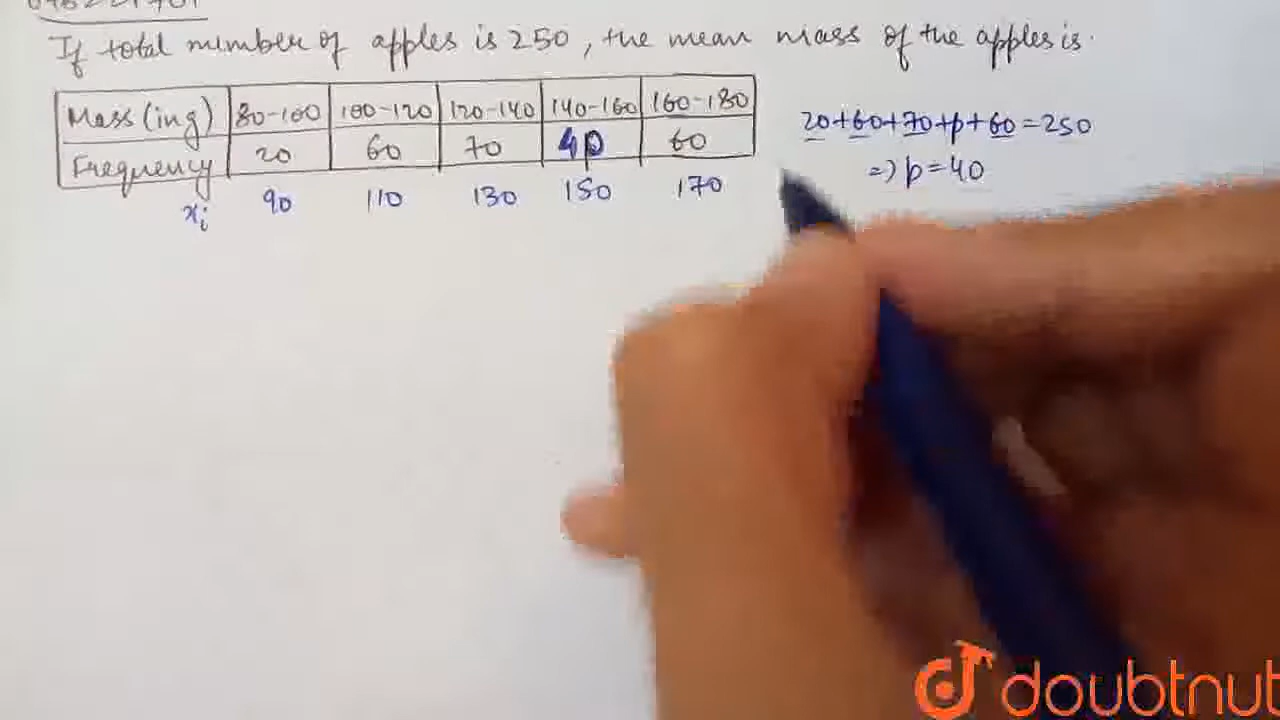 If total number of apples is 250, the mean mass of the apples is.
Mass (in g) 80-100 100-120 120-140 140-160 160-180
Frequency 20 60 70 p 60
xi 90 110 130 150 170
20+60+70+p+60=250
=> p=40
doubtnut